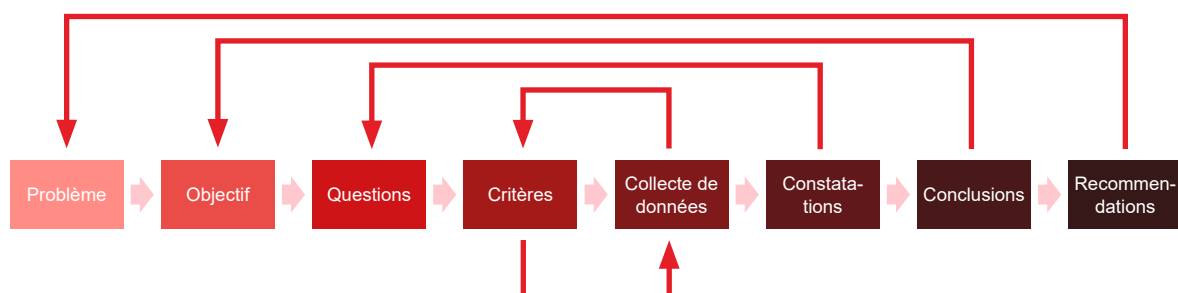 Problème
Objectif
Questions
Critères
Collecte de
données
Constata-
tions
Conclusions
Recommen-
dations